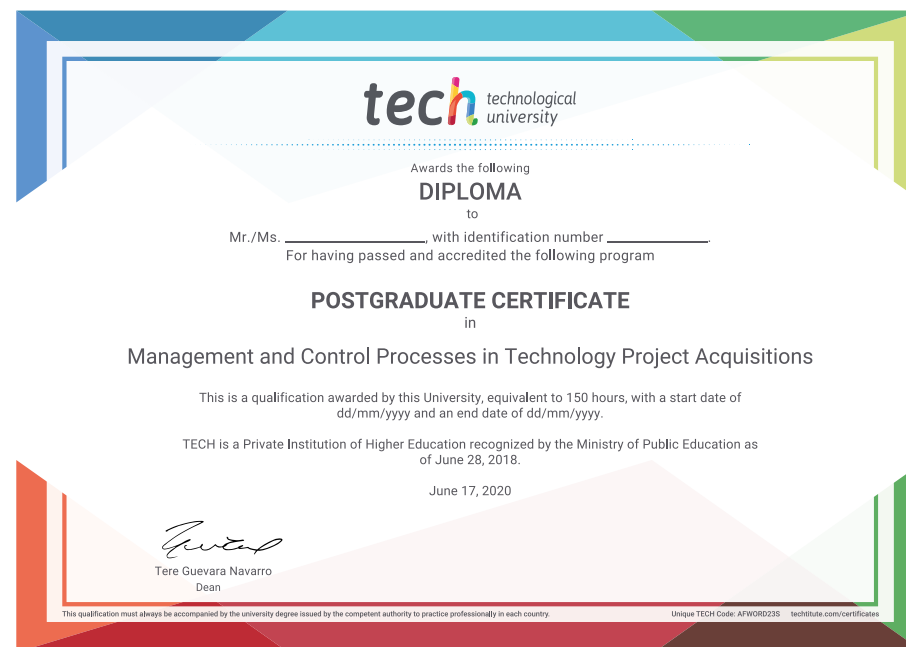 tech technological
university
Awards the following
DIPLOMA
to
Mr./Ms. ____________________, with identification number ______________.
For having passed and accredited the following program
POSTGRADUATE CERTIFICATE
in
Management and Control Processes in Technology Project Acquisitions
This is a qualification awarded by this University, equivalent to 150 hours, with a start date of
dd/mm/yyyy and an end date of dd/mm/yyyy.
TECH is a Private Institution of Higher Education recognized by the Ministry of Public Education as
of June 28, 2018.
June 17, 2020
Tere Guevara Navarro
Dean
This qualification must always be accompanied by the university degree issued by the competent authority to practice professionally in each country.
Unique TECH Code: AFWORD23S techtitute.com/certificates